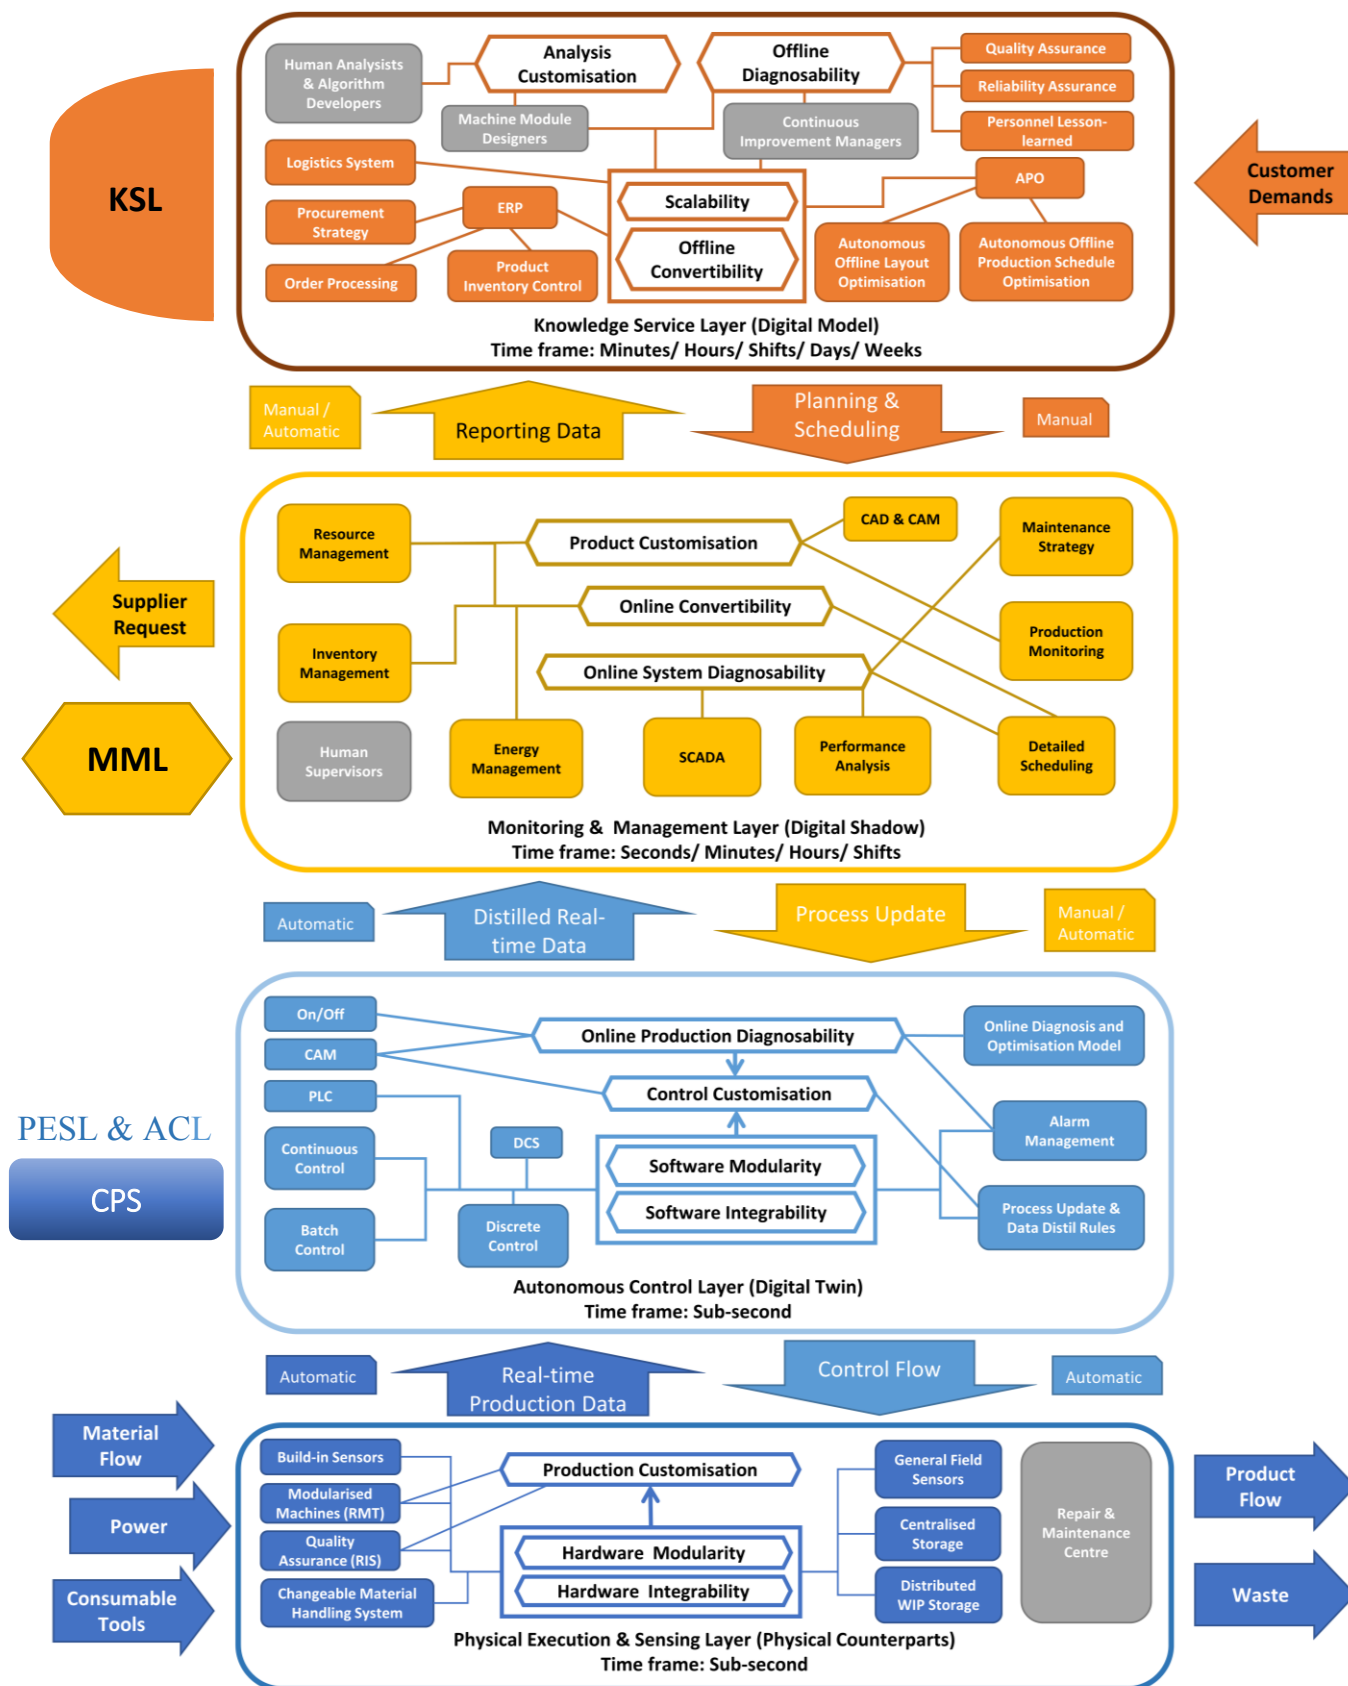 Human Analysists
& Algorithm
Developers
Analysis
Customisation
Offline
Diagnosability
Quality Assurance
Reliability Assurance
Personnel Lesson-
learned
Machine Module
Designers
Continuous
Improvement Managers
Logistics System
KSL
Procurement
Strategy
ERP
Scalability
APO
Customer
Demands
Order Processing
Product
Inventory Control
Offline
Convertibility
Autonomous
Offline Layout
Optimisation
Autonomous Offline
Production Schedule
Optimisation
Knowledge Service Layer (Digital Model)
Time frame: Minutes/ Hours/ Shifts/ Days/ Weeks
Manual /
Automatic
Reporting Data
Planning &
Scheduling
Manual
Resource
Management
Product Customisation
CAD & CAM
Maintenance
Strategy
Supplier
Request
Online Convertibility
Inventory
Management
Production
Monitoring
Online System Diagnosability
MML
Human
Supervisors
Energy
Management
SCADA
Performance
Analysis
Detailed
Scheduling
Monitoring & Management Layer (Digital Shadow)
Time frame: Seconds/ Minutes/ Hours/ Shifts
Automatic
Distilled Real-
time Data
Process Update
Manual /
Automatic
On/Off
CAM
PLC
Online Production Diagnosability
Online Diagnosis and
Optimisation Model
Control Customisation
PESL & ACL
CPS
Continuous
Control
DCS
Software Modularity
Alarm
Management
Batch
Control
Discrete
Control
Software Integrability
Process Update &
Data Distil Rules
Autonomous Control Layer (Digital Twin)
Time frame: Sub-second
Automatic
Real-time
Production Data
Control Flow
Automatic
Material
Flow
Power
Consumable
Tools
Build-in Sensors
Modularised
Machines (RMT)
Quality
Assurance (RIS)
Changeable Material
Handling System
Production Customisation
Hardware Modularity
Hardware Integrability
General Field
Sensors
Centralised
Storage
Distributed
WIP Storage
Repair &
Maintenance
Centre
Product
Flow
Waste
Physical Execution & Sensing Layer (Physical Counterparts)
Time frame: Sub-second